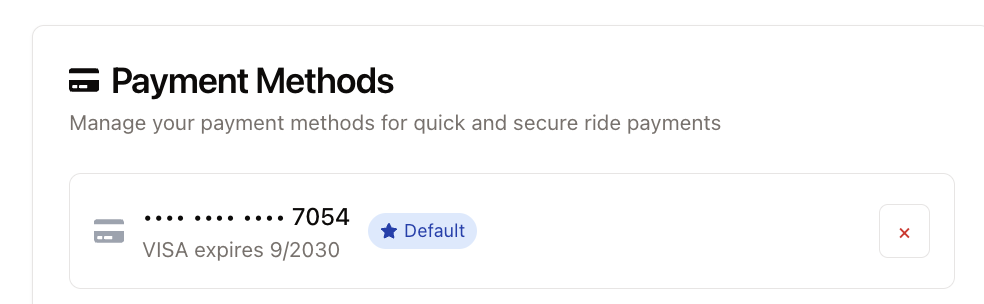 Payment Methods
Manage your payment methods for quick and secure ride payments
•••• •••• •••• 7054
Default
VISA expires 9/2030
×